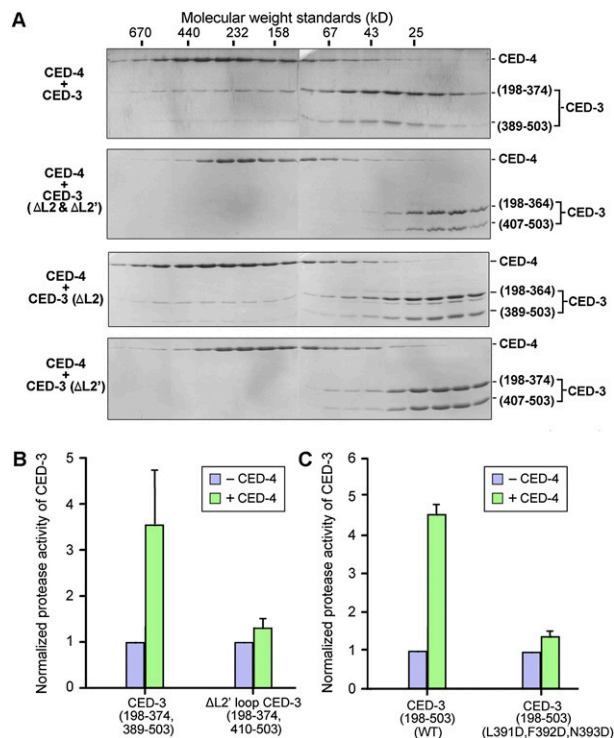 A
Molecular weight standards (kD)
670 440 232 158 67 43 25
CED-4
+
CED-3
CED-4
(198-374)
CED-3
(389-503)
CED-4
+
CED-3
(ΔL2 & ΔL2')
CED-4
(198-364)
CED-3
(407-503)
CED-4
+
CED-3 (ΔL2)
CED-4
(198-364)
CED-3
(389-503)
CED-4
+
CED-3 (ΔL2')
CED-4
(198-374)
CED-3
(407-503)
B
Normalized protease activity of CED-3
5
4
3
2
1
0
– CED-4
+ CED-4
CED-3 ΔL2' loop CED-3
(198-374, (198-374,
389-503) 410-503)
C
Normalized protease activity of CED-3
6
5
4
2
1
0
– CED-4
+ CED-4
CED-3 CED-3
(198-503) (198-503)
(WT) (L391D,F392D,N393D)